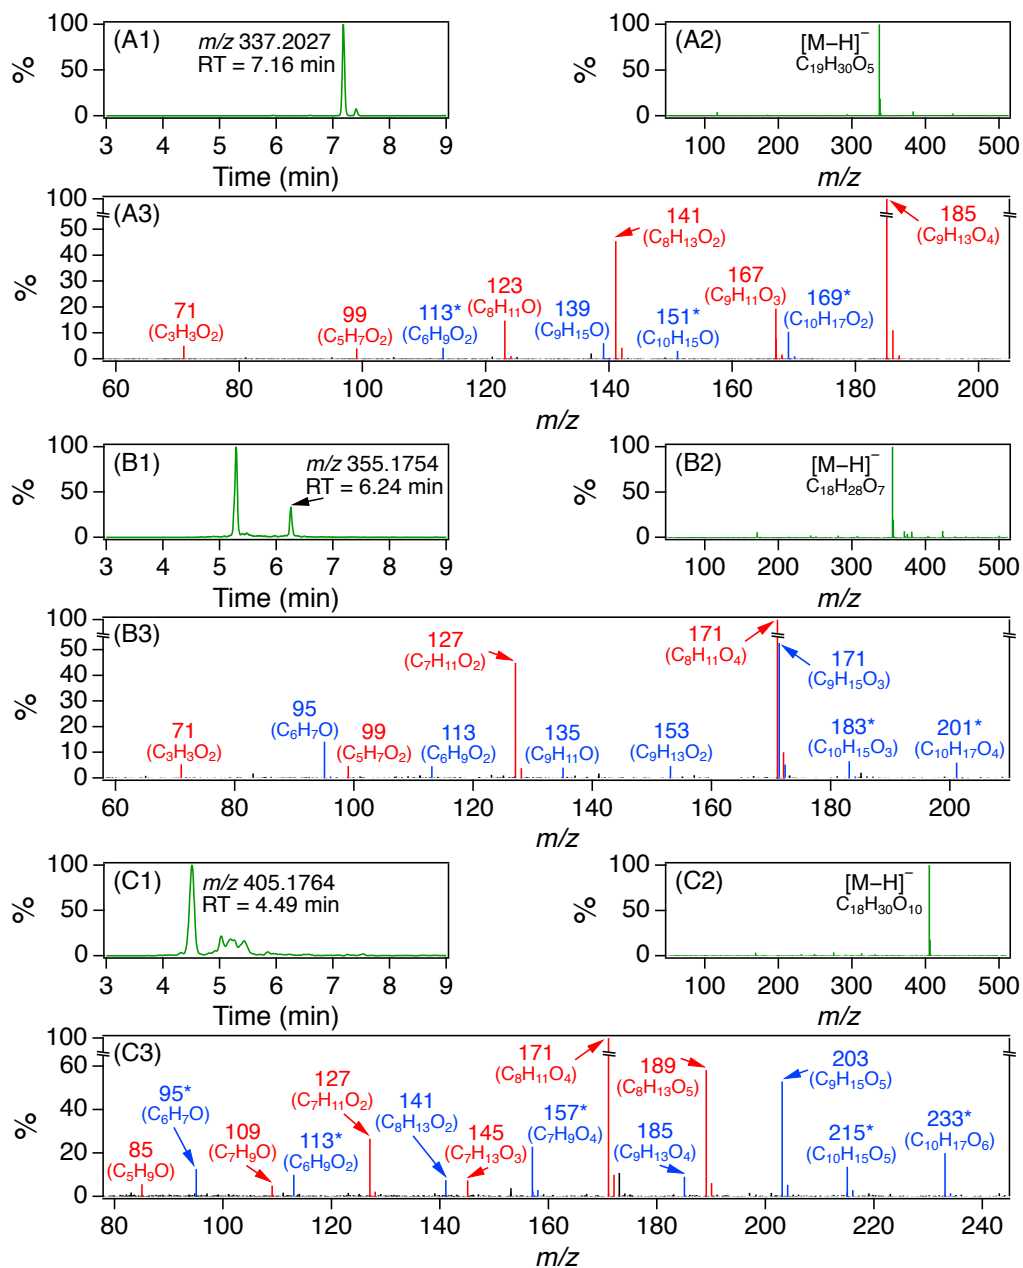 (A1)
m/z 337.2027
RT = 7.16 min
%
100
50
0
3 4 5 6 7 8 9
Time (min)
(A2)
[M−H]⁻
C₁₉H₃₀O₅
%
100
50
0
100 200 300 400 500
m/z
(A3)
%
100
50
40
30
20
10
0
71
(C₃H₃O₂)
99
(C₅H₇O₂)
113*
(C₆H₉O₂)
123
(C₈H₁₁O)
139
(C₉H₁₅O)
141
(C₈H₁₃O₂)
151*
(C₁₀H₁₅O)
167
(C₉H₁₁O₃)
169*
(C₁₀H₁₇O₂)
185
(C₉H₁₃O₄)
60 80 100 120 140 160 180 200
m/z
(B1)
m/z 355.1754
RT = 6.24 min
%
100
50
0
3 4 5 6 7 8 9
Time (min)
(B2)
[M−H]⁻
C₁₈H₂₈O₇
%
100
50
0
100 200 300 400 500
m/z
(B3)
%
100
50
40
30
20
10
0
71
(C₃H₃O₂)
95
(C₆H₇O)
99
(C₅H₇O₂)
113
(C₆H₉O₂)
127
(C₇H₁₁O₂)
135
(C₉H₁₁O)
153
(C₉H₁₃O₂)
171
(C₈H₁₁O₄)
171
(C₉H₁₅O₃)
183*
(C₁₀H₁₅O₃)
201*
(C₁₀H₁₇O₄)
60 80 100 120 140 160 180 200
m/z
(C1)
m/z 405.1764
RT = 4.49 min
%
100
50
0
3 4 5 6 7 8 9
Time (min)
(C2)
[M−H]⁻
C₁₈H₃₀O₁₀
%
100
50
0
100 200 300 400 500
m/z
(C3)
%
100
60
40
20
0
85
(C₅H₉O)
95*
(C₆H₇O)
109
(C₇H₉O)
113*
(C₆H₉O₂)
127
(C₇H₁₁O₂)
141
(C₈H₁₃O₂)
145
(C₇H₁₃O₃)
157*
(C₇H₉O₄)
171
(C₈H₁₁O₄)
185
(C₉H₁₃O₄)
189
(C₈H₁₃O₅)
203
(C₉H₁₅O₅)
215*
(C₁₀H₁₅O₅)
233*
(C₁₀H₁₇O₆)
80 100 120 140 160 180 200 220 240
m/z